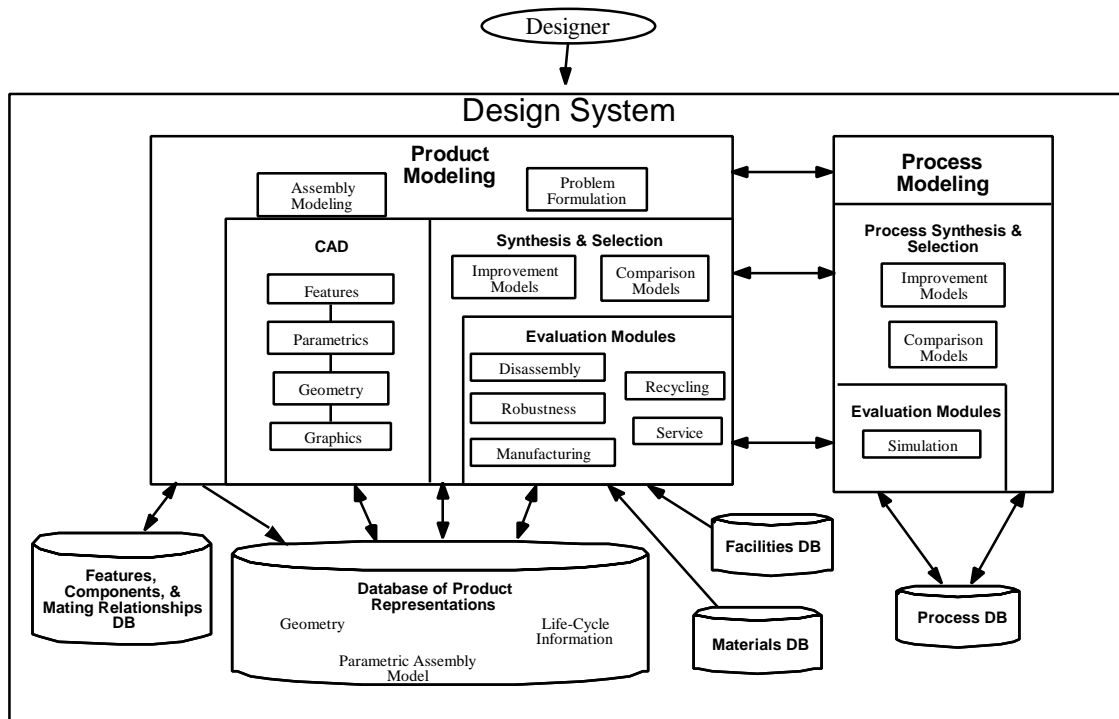 Designer
Design System
Product
Modeling
Assembly
Modeling
Problem
Formulation
CAD
Features
Parametrics
Geometry
Graphics
Synthesis & Selection
Improvement
Models
Comparison
Models
Evaluation Modules
Disassembly
Robustness
Manufacturing
Recycling
Service
Process
Modeling
Process Synthesis &
Selection
Improvement
Models
Comparison
Models
Evaluation Modules
Simulation
Features,
Components, &
Mating Relationships
DB
Database of Product
Representations
Geometry
Life-Cycle
Information
Parametric Assembly
Model
Facilities DB
Materials DB
Process DB